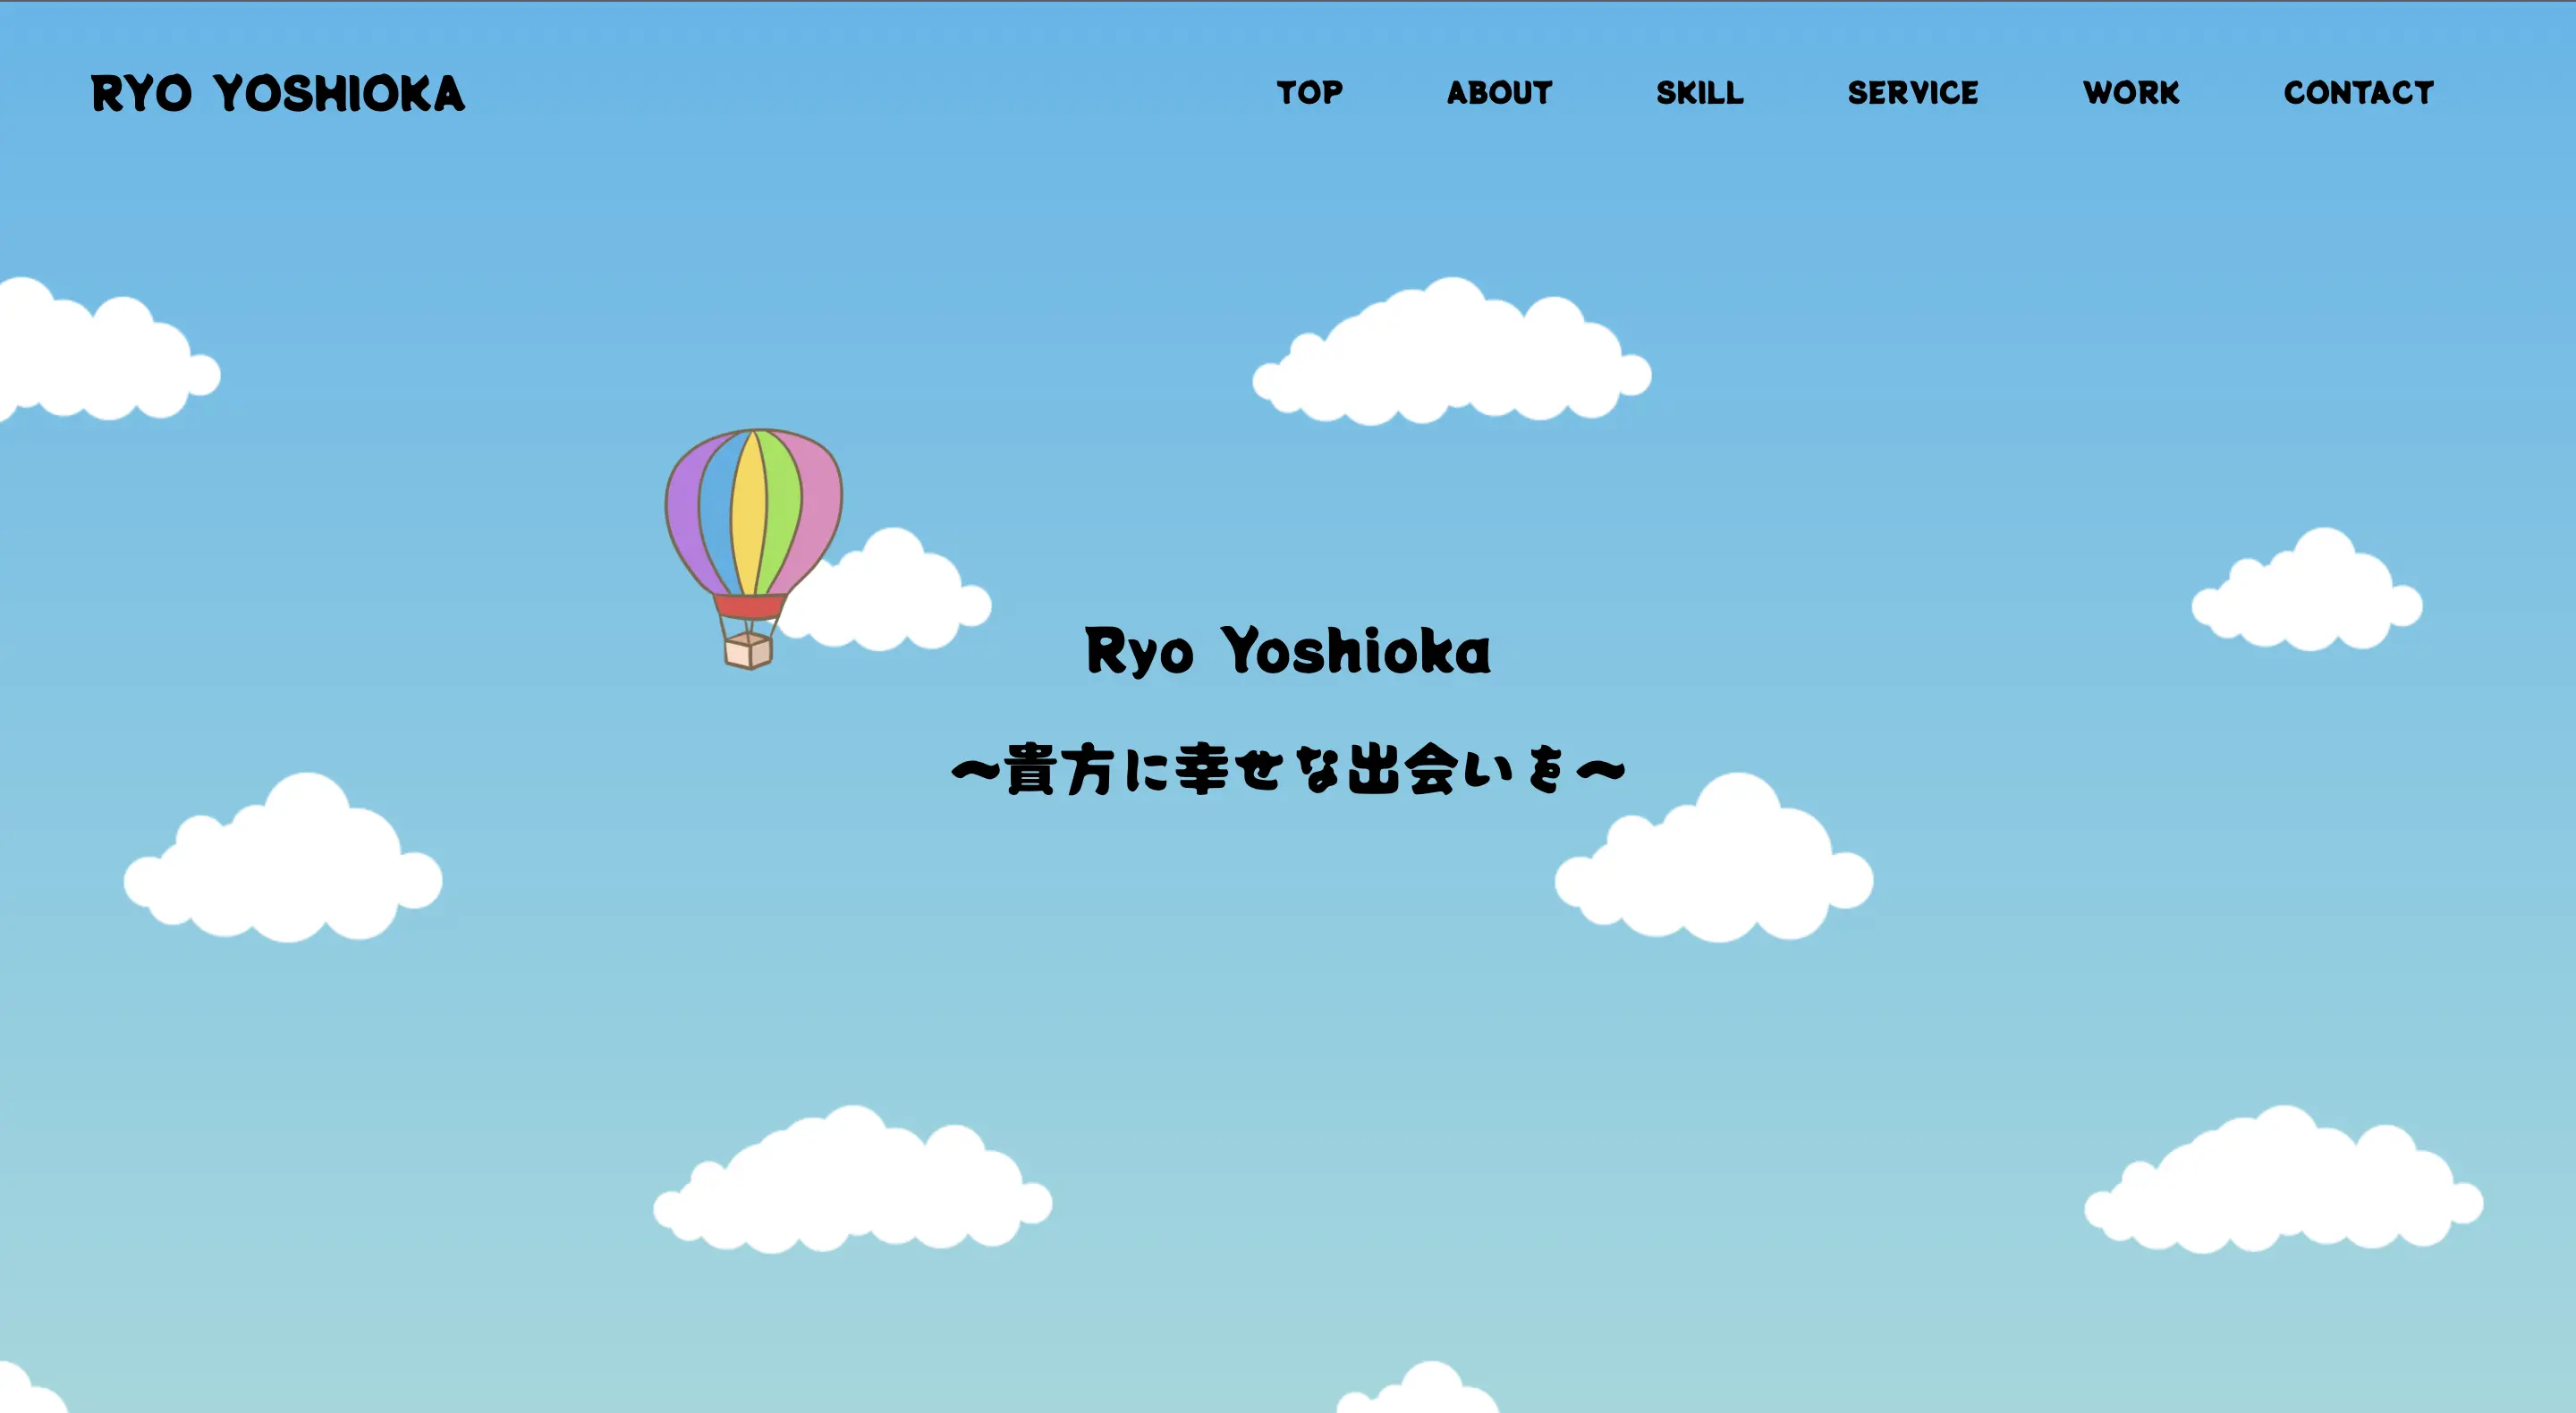 RYO YOSHIOKA
TOP ABOUT SKILL SERVICE WORK CONTACT
Ryo Yoshioka
〜貴方に幸せな出会いを〜